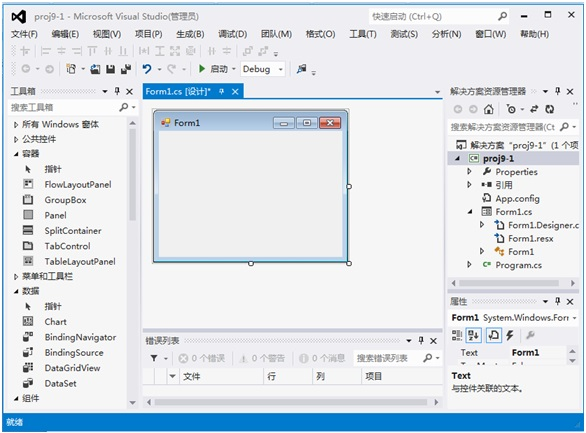 proj9-1 - Microsoft Visual Studio(管理员)
快速启动 (Ctrl+Q)
文件(F) 编辑(E) 视图(V) 项目(P) 生成(B) 调试(D) 团队(M) 格式(O) 工具(T) 测试(S) 分析(N) 窗口(W) 帮助(H)
启动 Debug
工具箱
搜索工具箱
所有 Windows 窗体
公共控件
容器
指针
FlowLayoutPanel
GroupBox
Panel
SplitContainer
TabControl
TableLayoutPanel
菜单和工具栏
数据
指针
Chart
BindingNavigator
BindingSource
DataGridView
DataSet
组件
Form1.cs [设计]*
Form1
错误列表
0 个错误 0 个警告 0 个消息 搜索错误列表
文件 行 列 项目
解决方案资源管理器
搜索解决方案资源管理器(Ct
解决方案 "proj9-1" (1 个项
proj9-1
Properties
引用
App.config
Form1.cs
Form1.Designer.c
Form1.resx
Form1
Program.cs
属性
Form1 System.Windows.Forr
Text Form1
Text
与控件关联的文本。
就绪